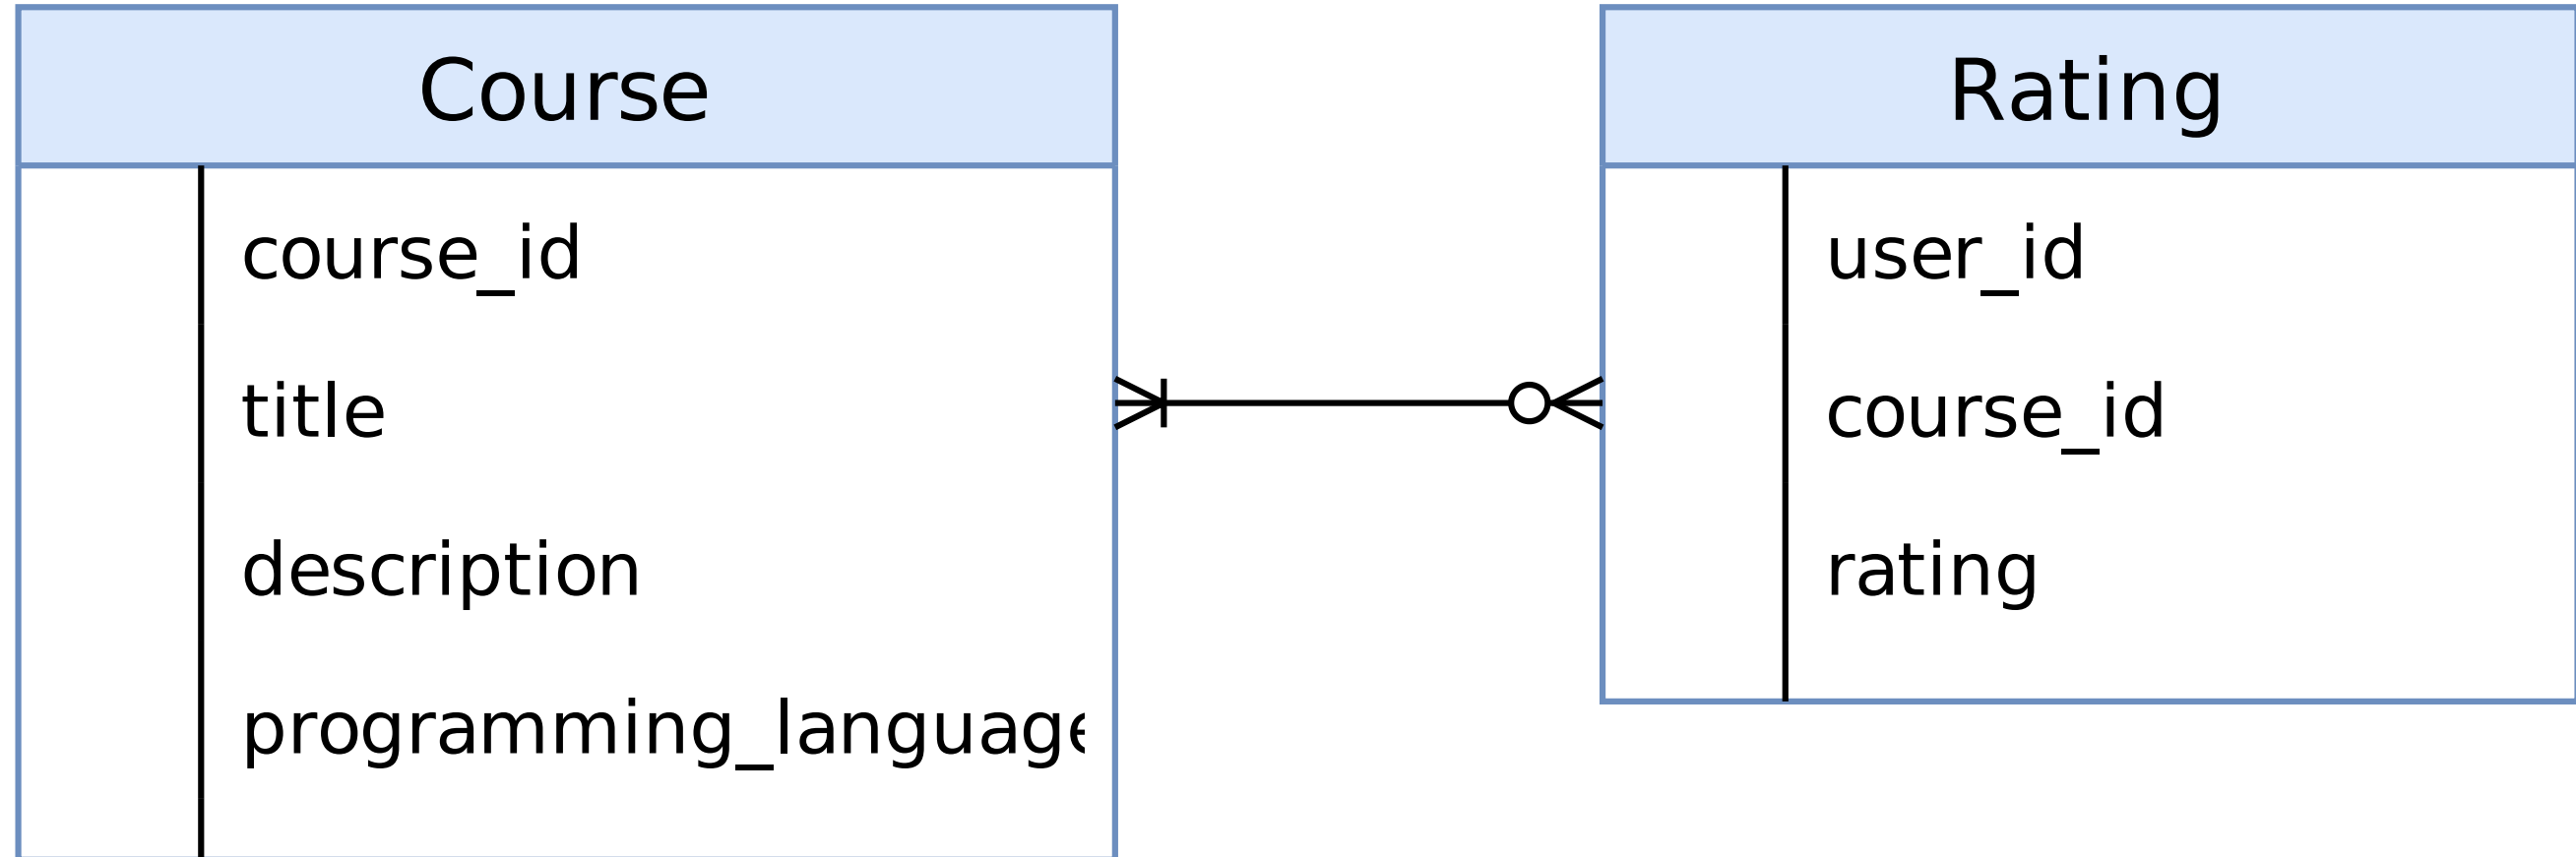 Course
course_id
title
description
programming_language
Rating
user_id
course_id
rating